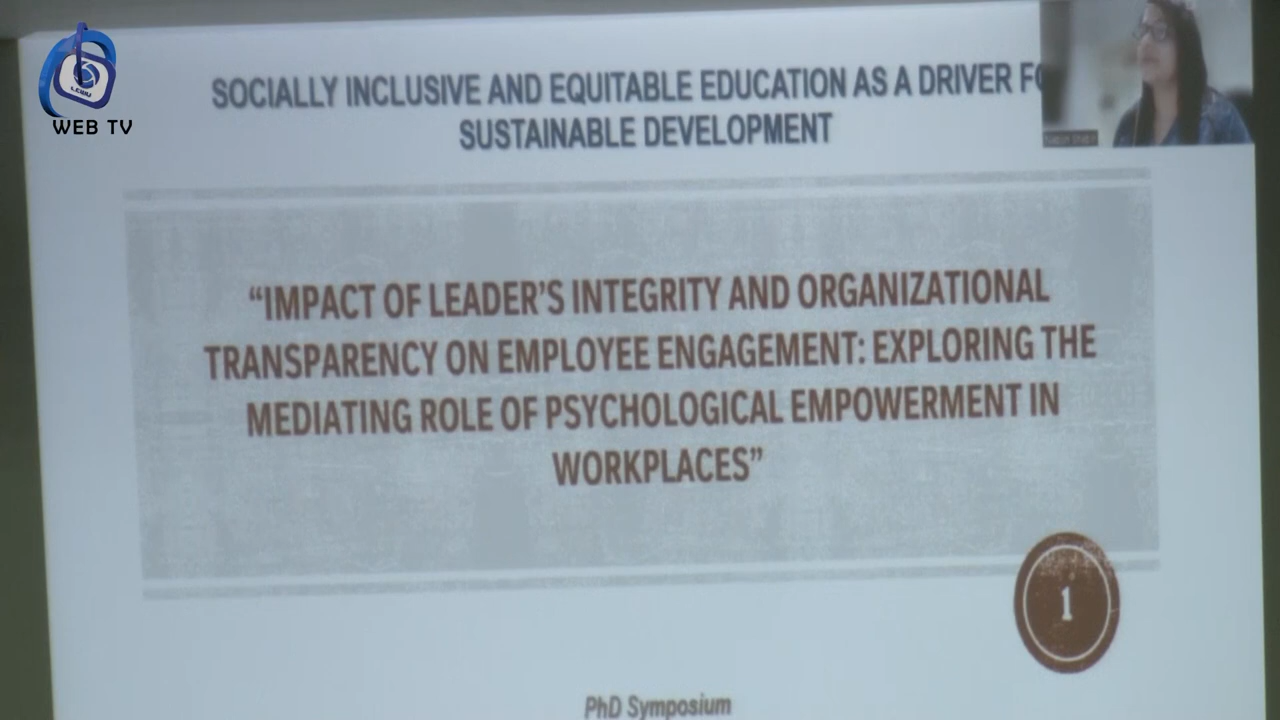 WEB TV
SOCIALLY INCLUSIVE AND EQUITABLE EDUCATION AS A DRIVER
SUSTAINABLE DEVELOPMENT
“IMPACT OF LEADER’S INTEGRITY AND ORGANIZATIONAL
TRANSPARENCY ON EMPLOYEE ENGAGEMENT: EXPLORING THE
MEDIATING ROLE OF PSYCHOLOGICAL EMPOWERMENT IN
WORKPLACES”
1
PhD Symposium